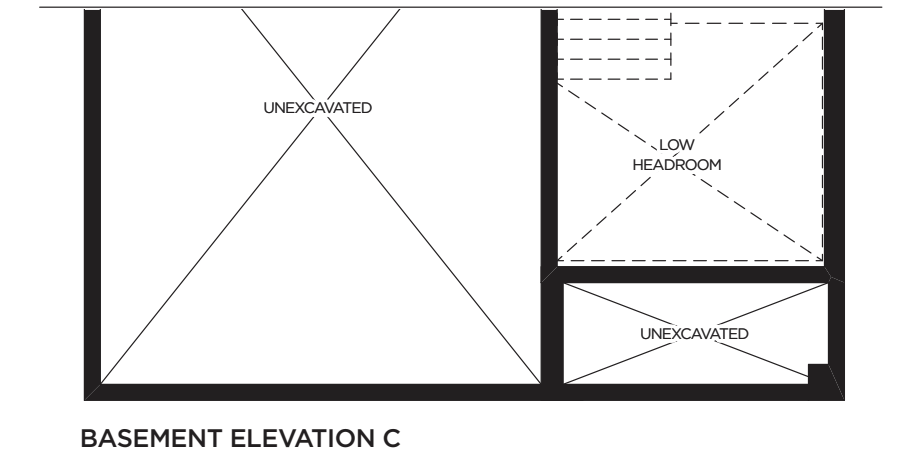 UNEXCAVATED
LOW
HEADROOM
UNEXCAVATED
BASEMENT ELEVATION C